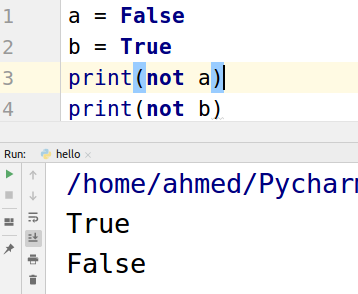 1 a = False
2 b = True
3 print(not a)
4 print(not b)
Run: hello ×
/home/ahmed/Pycharm
True
False